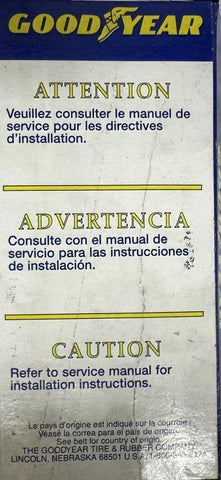 GOODYEAR
ATTENTION
Veuillez consulter le manuel de
service pour les directives
d'installation.
ADVERTENCIA
Consulte con el manual de
servicio para las instrucciones
de instalación.
CAUTION
Refer to service manual for
installation instructions.
Le pays d'origine est indiqué sur la courroie.
Véase la correa para el país de origen.
See belt for country of origin.
THE GOODYEAR TIRE & RUBBER COMPANY
LINCOLN, NEBRASKA 68501 U.S.A.